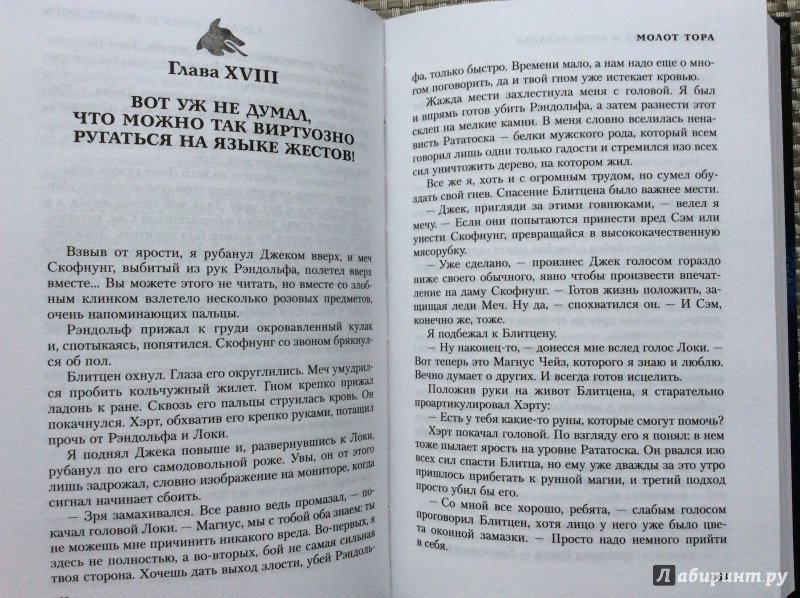 Глава XVIII
ВОТ УЖ НЕ ДУМАЛ,
ЧТО МОЖНО ТАК ВИРТУОЗНО
РУГАТЬСЯ НА ЯЗЫКЕ ЖЕСТОВ!
Взвыв от ярости, я рубанул Джеком вверх, и меч
Скофнунг, выбитый из рук Рэндольфа, полетел вверх
вместе... Вы можете этого не читать, но вместе со злоб-
ным клинком взлетело несколько розовых предметов,
очень напоминающих пальцы.
Рэндольф прижал к груди окровавленный кулак
и, спотыкаясь, попятился. Скофнунг со звоном брякнул-
ся об пол.
Блитцен охнул. Глаза его округлились. Меч умудрил-
ся пробить кольчужный жилет. Гном крепко прижал
ладонь к ране. Сквозь его пальцы струилась кровь. Он
покачнулся. Хэрт, обхватив его крепко руками, потащил
прочь от Рэндольфа и Локи.
Я поднял Джека повыше и, развернувшись к Локи,
рубанул по его самодовольной роже. Увы, он от этого
лишь задрожал, словно изображение на мониторе, когда
сигнал начинает сбоить.
— Зря замахивался. Все равно ведь промазал, — по-
качал головой Локи. — Магнус, мы с тобой оба знаем: ты
не можешь мне причинить никакого вреда. Во-первых, я
здесь не полностью, а во-вторых, бой не самая сильная
твоя сторона. Хочешь дать выход злости, убей Рэндоль-
МОЛОТ ТОРА
фа, только быстро. Времени мало, а нам надо еще о мно-
гом поговорить, да и твой гном уже истекает кровью.
Жажда мести захлестнула меня с головой. Я был
и впрямь готов убить Рэндольфа, а затем разнести этот
склеп на мелкие камни. В меня словно вселилась нена-
висть Рататоска — белки мужского рода, который всем
говорил лишь одни только гадости и стремился изо всех
сил уничтожить дерево, на котором жил.
Все же я, хоть и с огромным трудом, но сумел обу-
здать свой гнев. Спасение Блитцена было важнее мести.
— Джек, пригляди за этими говнюками, — велел я
мечу. — Если они попытаются принести вред Сэм или
унести Скофнунг, превращайся в высококачественную
мясорубку.
— Уже сделано, — произнес Джек голосом гораздо
ниже своего обычного, явно чтобы произвести впечат-
ление на даму Скофнунг. — Готов жизнь положить, за-
щищая леди Меч. Ну да, — спохватился он. — И Сэм,
конечно же, тоже.
Я подбежал к Блитцену.
— Ну наконец-то, — донесся мне вслед голос Локи. —
Вот теперь это Магнус Чейз, которого я знаю и люблю.
Вечно думает о других. И всегда готов исцелить.
Положив руки на живот Блитцена, я старательно
проартикулировал Хэрту:
— Есть у тебя какие-то руны, которые смогут помочь?
Хэрт покачал головой. По взгляду его я понял: в нем
тоже пылает ярость на уровне Рататоска. Он рвался изо
всех сил спасти Блитца, но ему уже дважды за это утро
пришлось прибегать к рунной магии, и третий подход
просто убил бы его.
— Со мной все хорошо, ребята, — слабым голосом
проговорил Блитцен, хотя лицо у него уже было цве-
та оконной замазки. — Просто надо немного прийти
в себя.
Лабиринт.ру